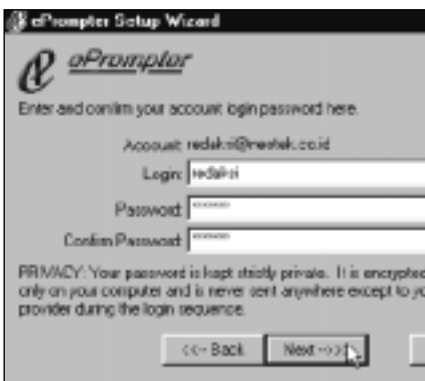 ePrompter Setup Wizard
ePrompter
Enter and confirm your account login password here.
Account: redaksi@neotek.co.id
Login: redaksi
Password: *******
Confirm Password: *******
PRIVACY: Your password is kept strictly private. It is encrypted
only on your computer and is never sent anywhere except to yo
provider during the login sequence.
<<-- Back Next -->>